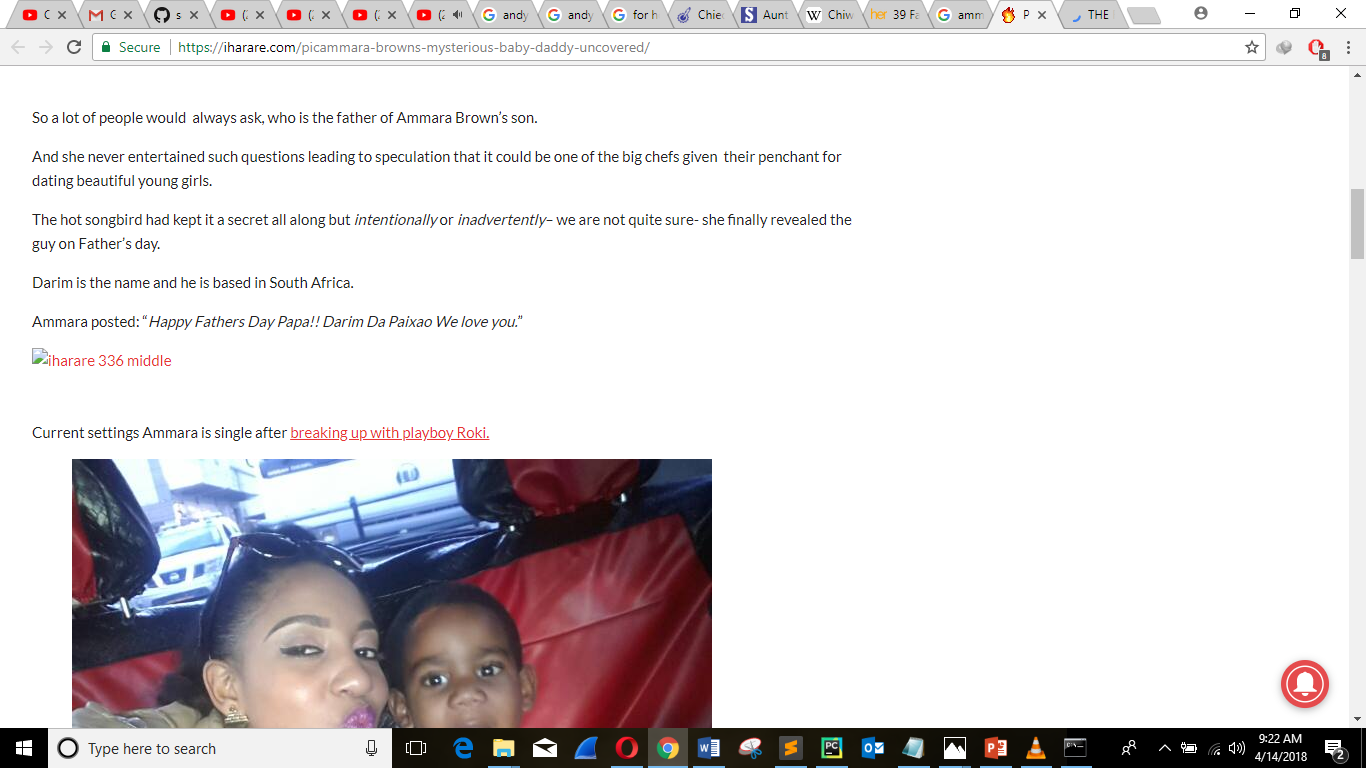 C
G
s
(
(
(
(2
andy
andy
for h
Chie
Aunt
Chiw
39 Fa
amm
P
THE
Secure
https://iharare.com/picammara-browns-mysterious-baby-daddy-uncovered/
8
So a lot of people would always ask, who is the father of Ammara Brown's son.
And she never entertained such questions leading to speculation that it could be one of the big chefs given their penchant for
dating beautiful young girls.
The hot songbird had kept it a secret all along but intentionally or inadvertently– we are not quite sure- she finally revealed the
guy on Father's day.
Darim is the name and he is based in South Africa.
Ammara posted: “Happy Fathers Day Papa!! Darim Da Paixao We love you.”
iharare 336 middle
Current settings Ammara is single after breaking up with playboy Roki.
Type here to search
9:22 AM
4/14/2018
2